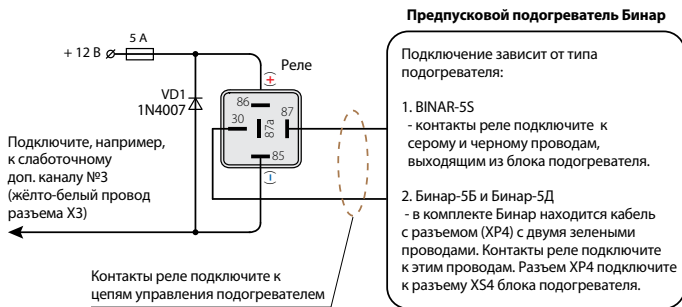 Предпусковой подогреватель Бинар
5 А
+ 12 В
Реле
(+)
VD1
1N4007
86
30
87a
87
85
(–)
Подключите, например,
к слаботочному
доп. каналу №3
(жёлто-белый провод
разъема X3)
Контакты реле подключите к
цепям управления подогревателем
Подключение зависит от типа
подогревателя:
1. BINAR-5S
- контакты реле подключите к
серому и черному проводам,
выходящим из блока подогревателя.
2. Бинар-5Б и Бинар-5Д
- в комплекте Бинар находится кабель
с разъемом (XP4) с двумя зелеными
проводами. Контакты реле подключите
к этим проводам. Разъем XP4 подключите
к разъему XS4 блока подогревателя.